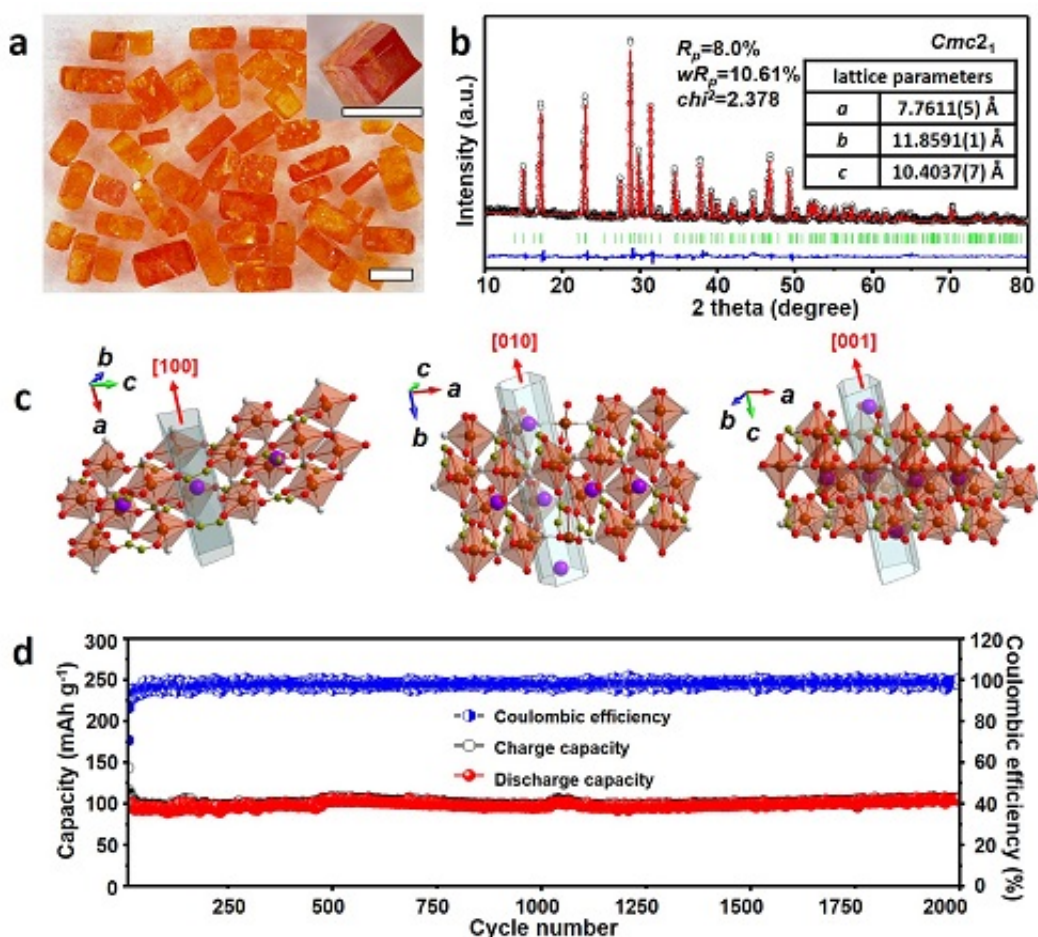 a
b
Rp=8.0%
wRp=10.61%
chi²=2.378
Cmc2₁
lattice parameters
a 7.7611(5) Å
b 11.8591(1) Å
c 10.4037(7) Å
Intensity (a.u.)
10 20 30 40 50 60 70 80
2 theta (degree)
c
b
c
a
[100]
c
a
b
[010]
a
b
c
[001]
d
300
250
200
150
100
50
0
Capacity (mAh g⁻¹)
Coulombic efficiency
Charge capacity
Discharge capacity
120
100
80
60
40
20
0
Coulombic efficiency (%)
250 500 750 1000 1250 1500 1750 2000
Cycle number